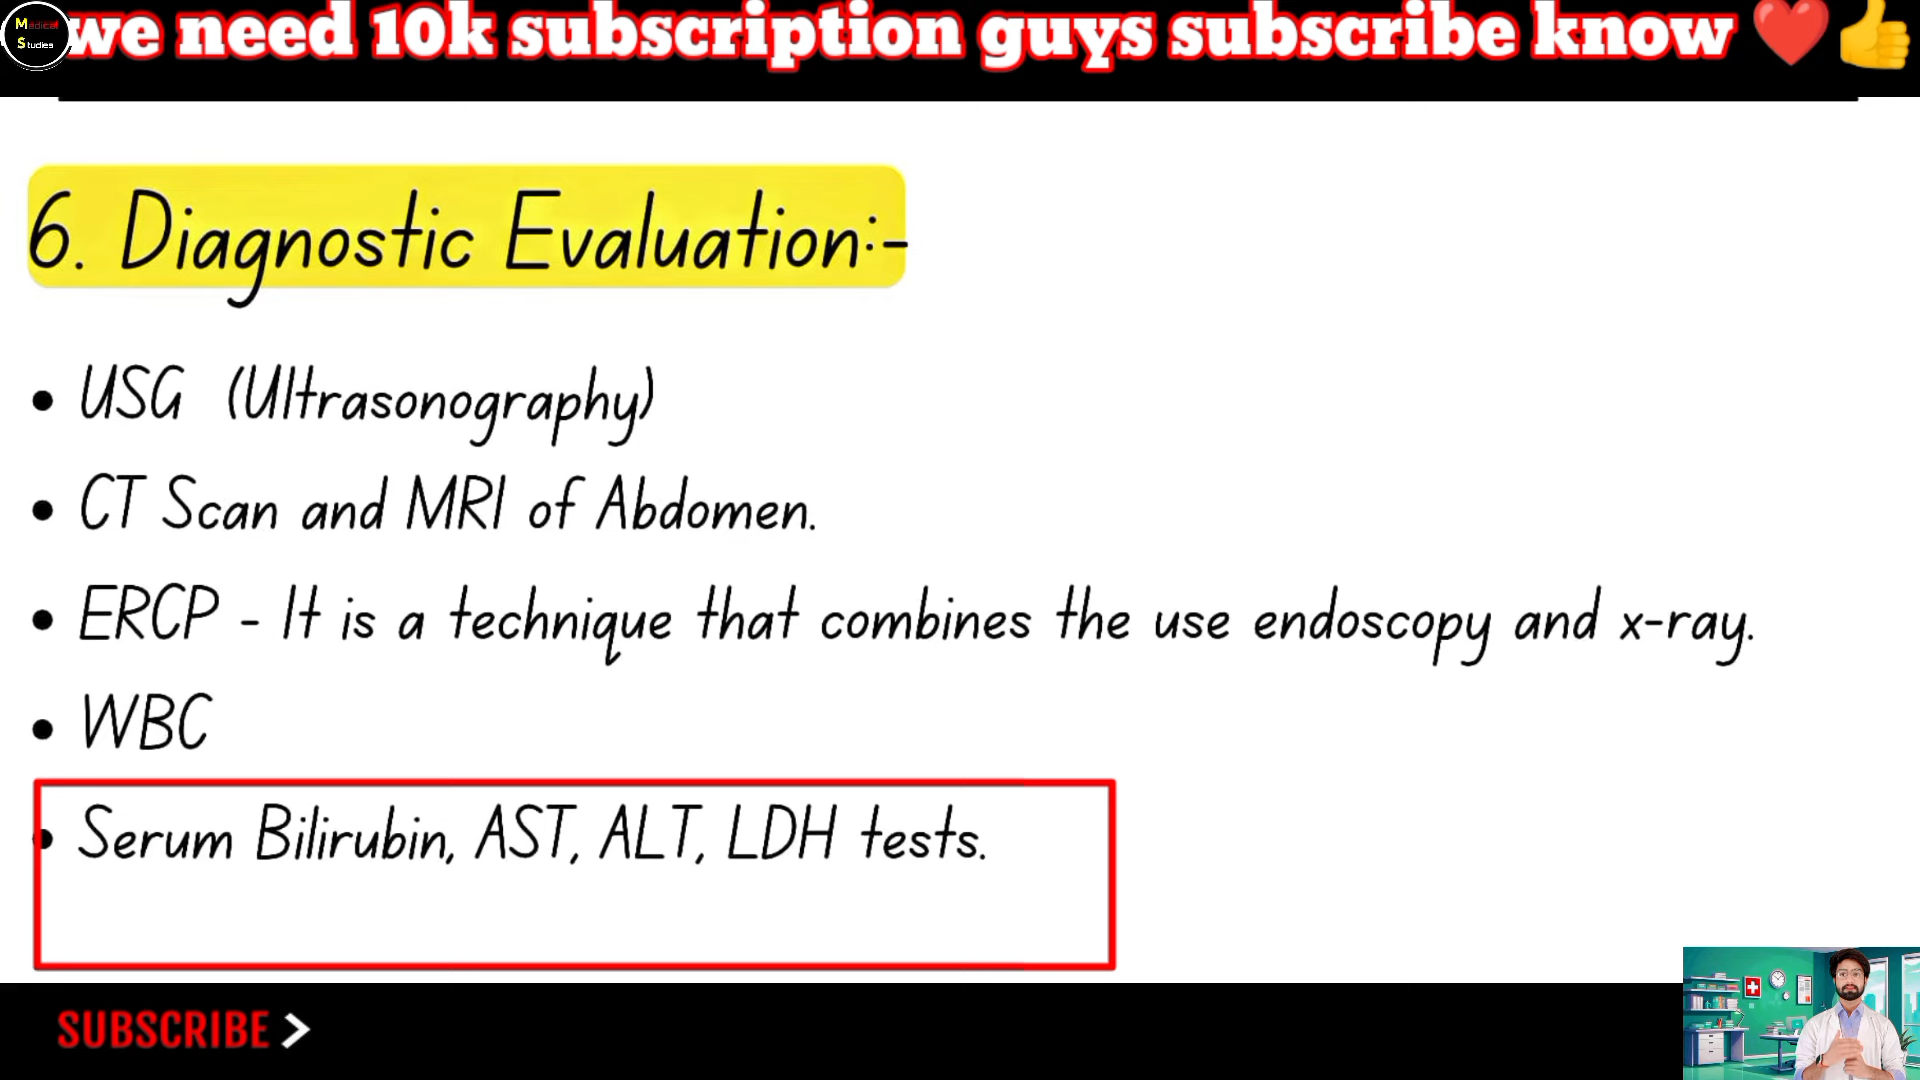 Medical
Studies
we need 10k subscription guys subscribe know ❤️👍
6. Diagnostic Evaluation:-
• USG (Ultrasonography)
• CT Scan and MRI of Abdomen.
• ERCP - It is a technique that combines the use endoscopy and x-ray.
• WBC
• Serum Bilirubin, AST, ALT, LDH tests.
SUBSCRIBE >